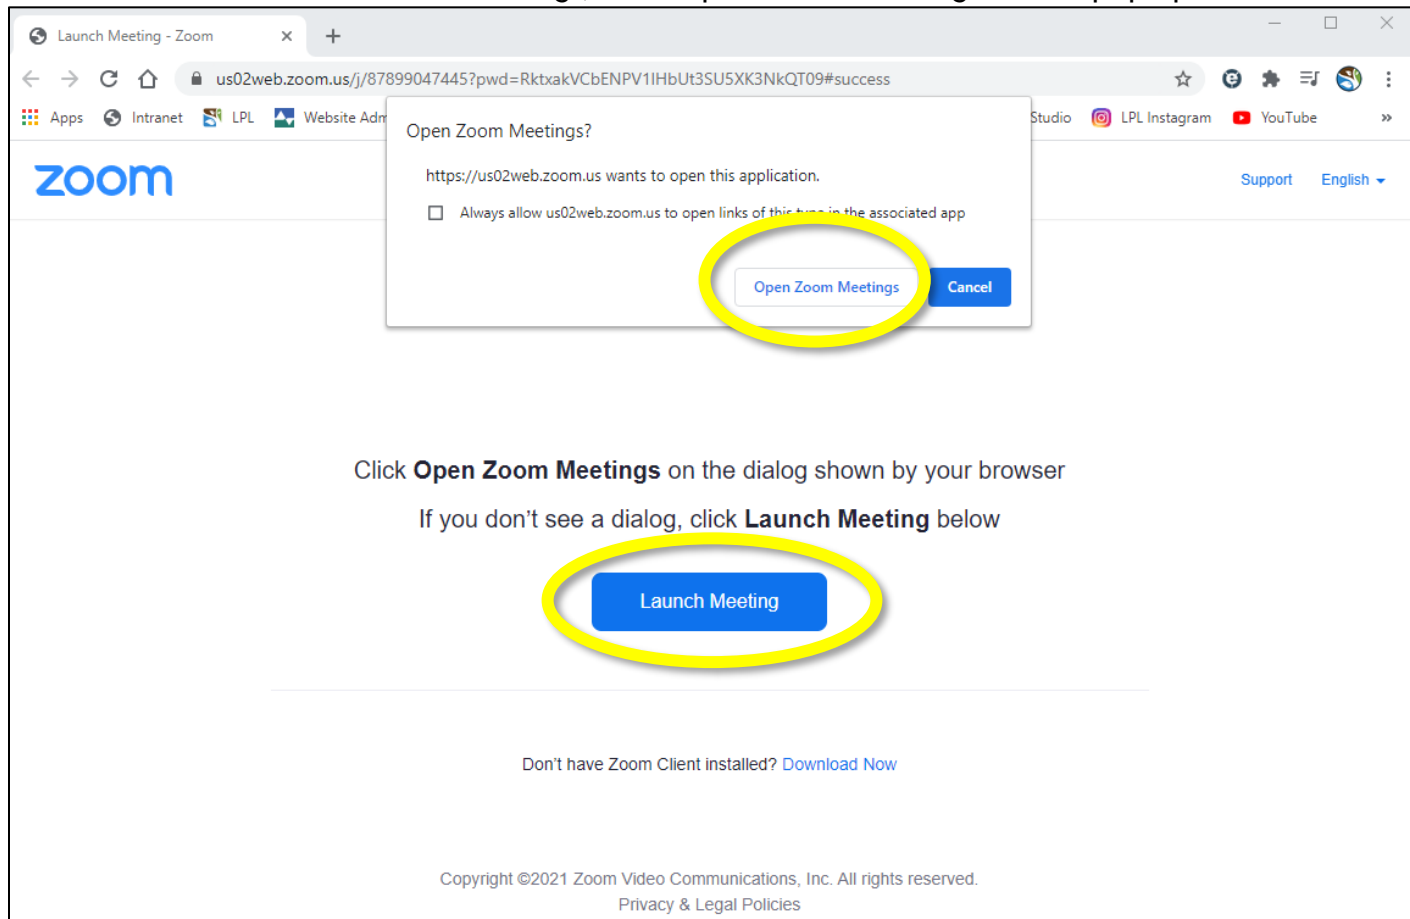 Launch Meeting - Zoom
us02web.zoom.us/j/87899047445?pwd=RktxakVCbENPV1lHbUt3SU5XK3NkQT09#success
Apps Intranet LPL Website Adm Studio LPL Instagram YouTube »
Open Zoom Meetings?
https://us02web.zoom.us wants to open this application.
Always allow us02web.zoom.us to open links of this type in the associated app
Open Zoom Meetings Cancel
zoom
Support English
Click Open Zoom Meetings on the dialog shown by your browser
If you don't see a dialog, click Launch Meeting below
Launch Meeting
Don't have Zoom Client installed? Download Now
Copyright ©2021 Zoom Video Communications, Inc. All rights reserved.
Privacy & Legal Policies